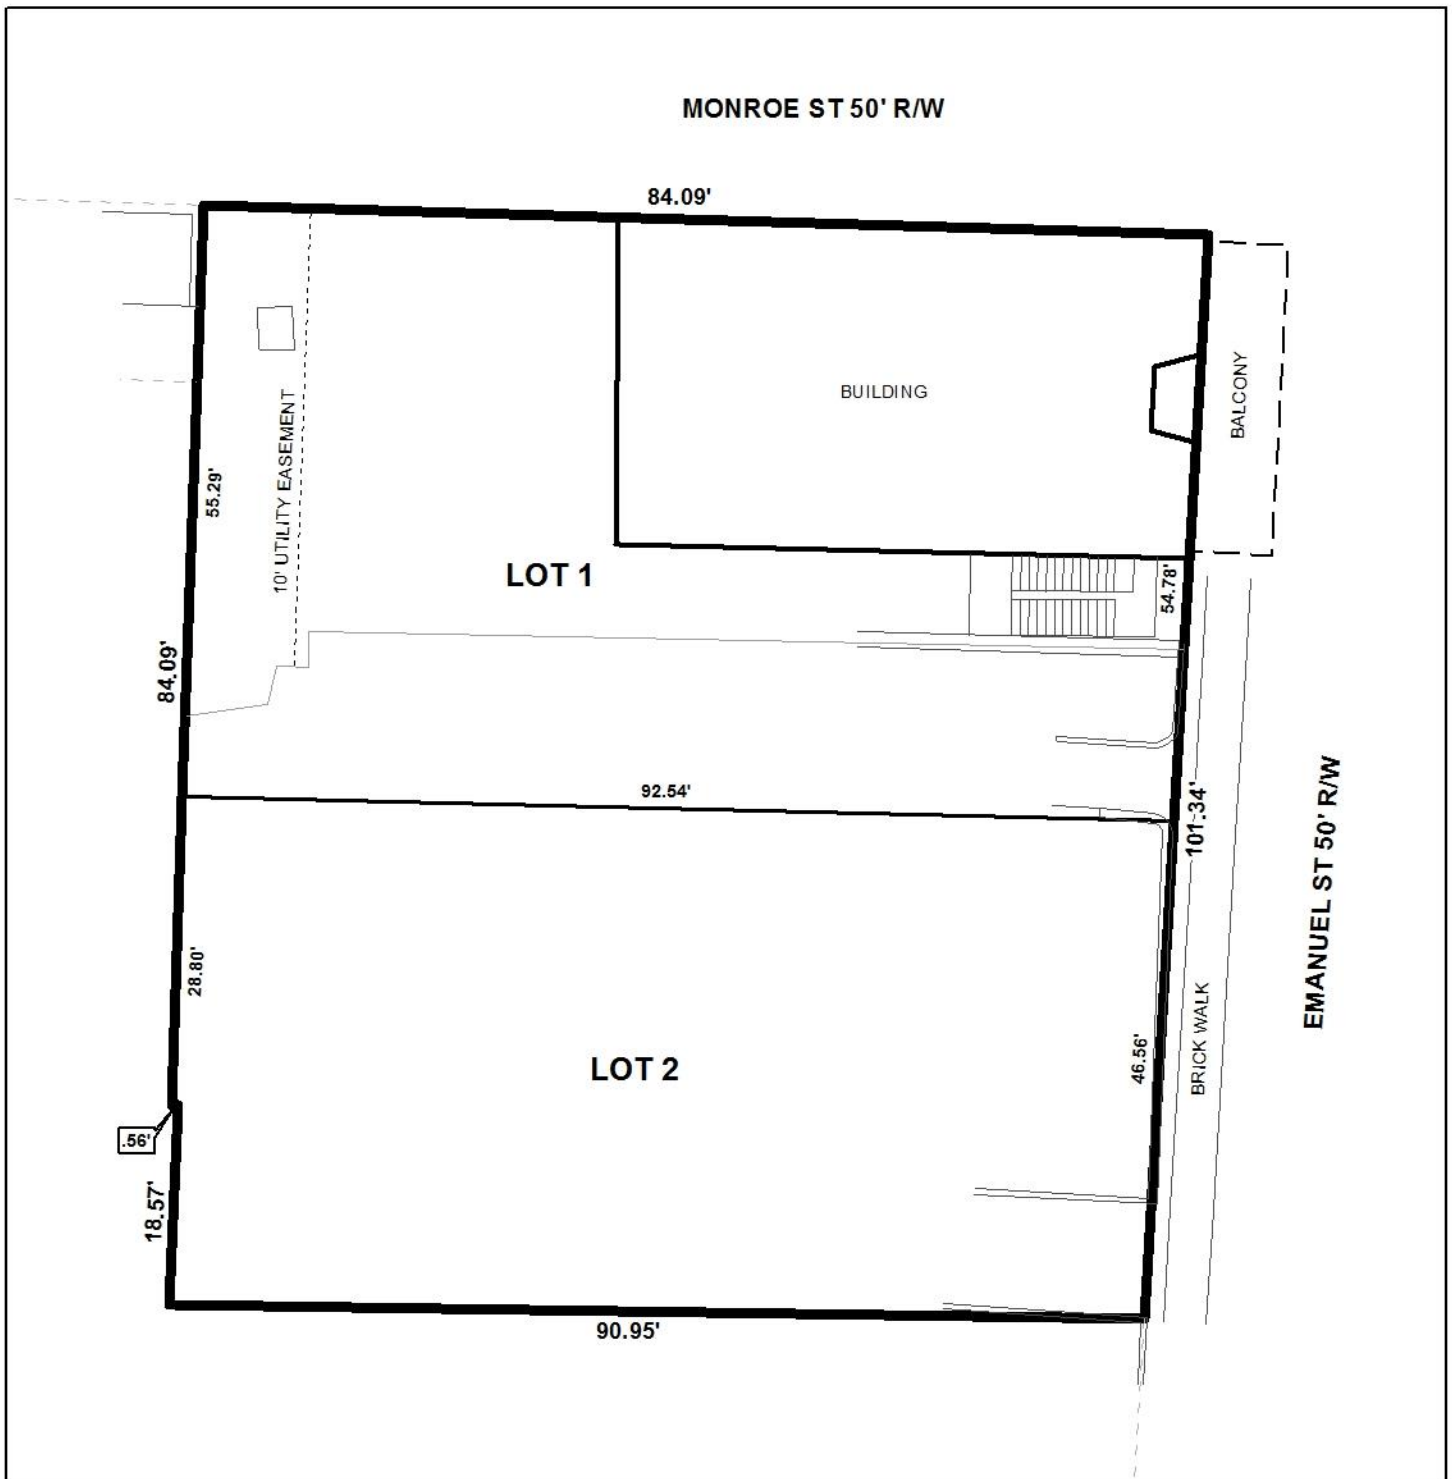 MONROE ST 50' R/W
84.09'
BUILDING
BALCONY
10' UTILITY EASEMENT
55.29'
LOT 1
54.78'
84.09'
92.54'
101.34'
EMANUEL ST 50' R/W
28.80'
LOT 2
46.56'
BRICK WALK
.56'
18.57'
90.95'